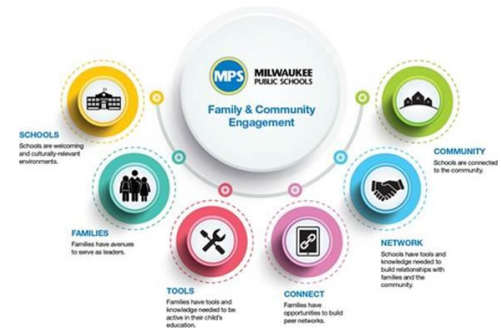 MPS
MILWAUKEE
PUBLIC SCHOOLS
Family & Community
Engagement
SCHOOLS
Schools are welcoming
and culturally-relevant
environments.
FAMILIES
Families have avenues
to serve as leaders.
TOOLS
Families have tools and
knowledge needed to be
active in their child's
education.
CONNECT
Families have
opportunities to build
peer networks.
NETWORK
Schools have tools and
knowledge needed to
build relationships with
families and the
community.
COMMUNITY
Schools are connected
to the community.